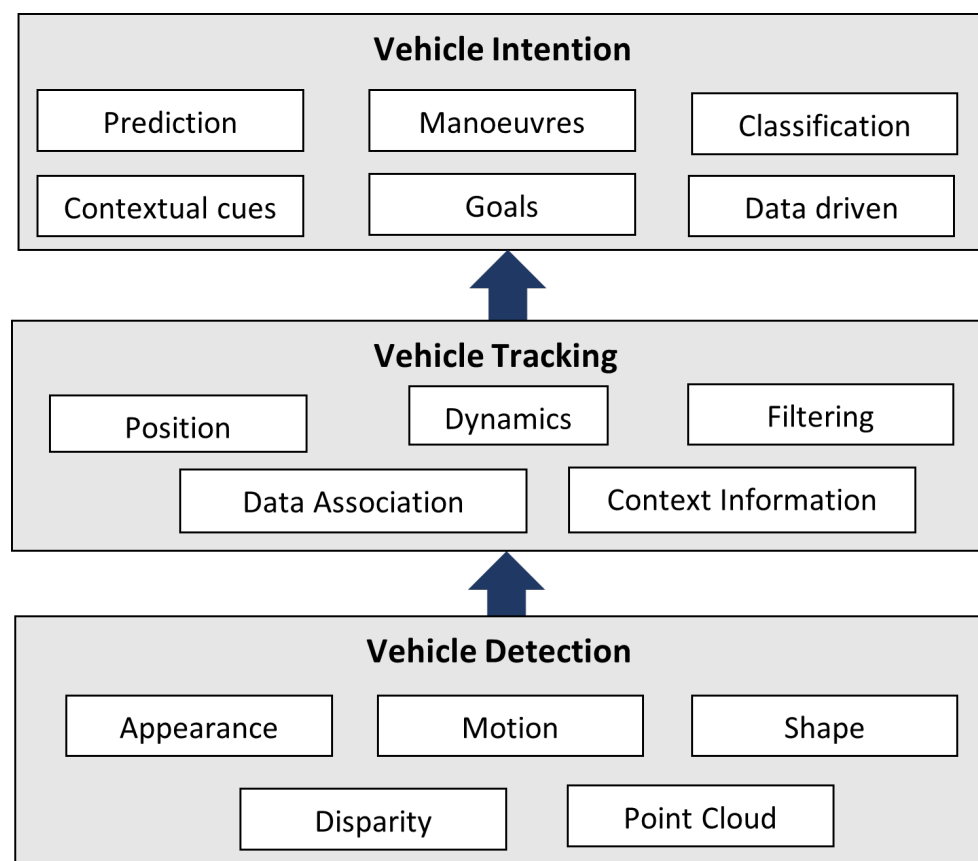 Vehicle Intention
Prediction
Manoeuvres
Classification
Contextual cues
Goals
Data driven
Vehicle Tracking
Position
Dynamics
Filtering
Data Association
Context Information
Vehicle Detection
Appearance
Motion
Shape
Disparity
Point Cloud